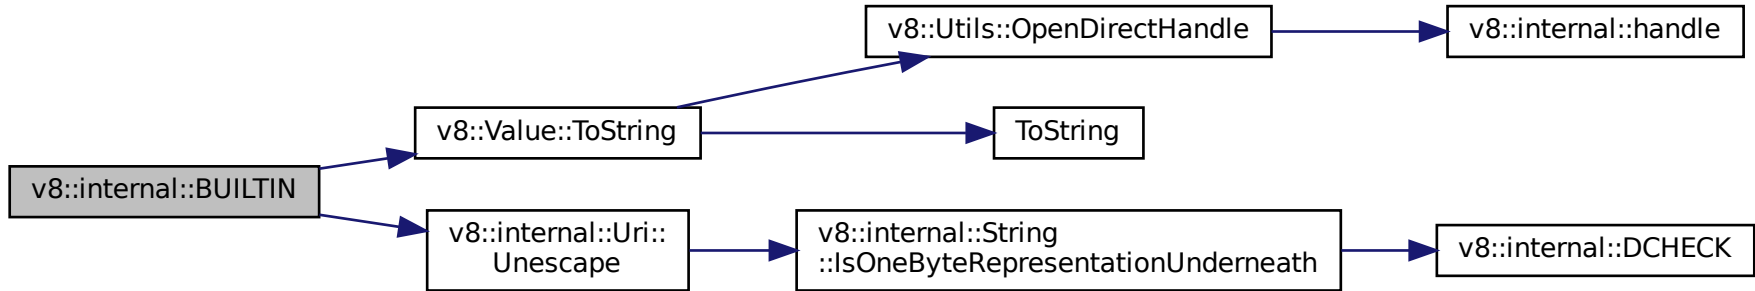 v8::internal::BUILTIN
v8::Value::ToString
v8::Utils::OpenDirectHandle
v8::internal::handle
ToString
v8::internal::Uri::
Unescape
v8::internal::String
::IsOneByteRepresentationUnderneath
v8::internal::DCHECK